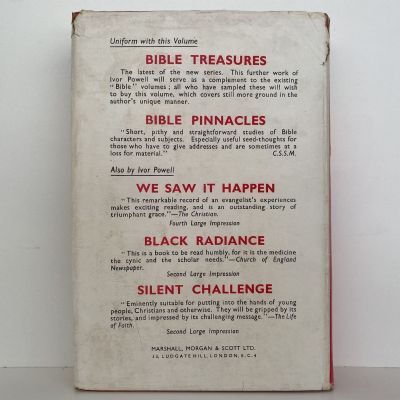 Uniform with this Volume
BIBLE TREASURES
The latest of the new series. This further work of
Ivor Powell will serve as a complement to the existing
"Bible" volumes; all who have sampled these will wish
to buy this volume, which covers still more ground in the
author's unique manner.
BIBLE PINNACLES
"Short, pithy and straightforward studies of Bible
characters and subjects. Especially useful seed-thoughts for
those who have to give addresses and are sometimes at a
loss for material." C.S.S.M.
Also by Ivor Powell
WE SAW IT HAPPEN
"This remarkable record of an evangelist's experiences
makes exciting reading, and is an outstanding story of
triumphant grace."—The Christian.
Fourth Large Impression
BLACK RADIANCE
"This is a book to be read humbly, for it is the medicine
the cynic and the scholar needs."—Church of England
Newspaper.
Second Large Impression
SILENT CHALLENGE
"Eminently suitable for putting into the hands of young
people, Christians and otherwise. They will be gripped by its
stories, and impressed by its challenging message."—The Life
of Faith.
Second Large Impression
MARSHALL, MORGAN & SCOTT LTD.
LUDGATE HILL, LONDON, E.C.4